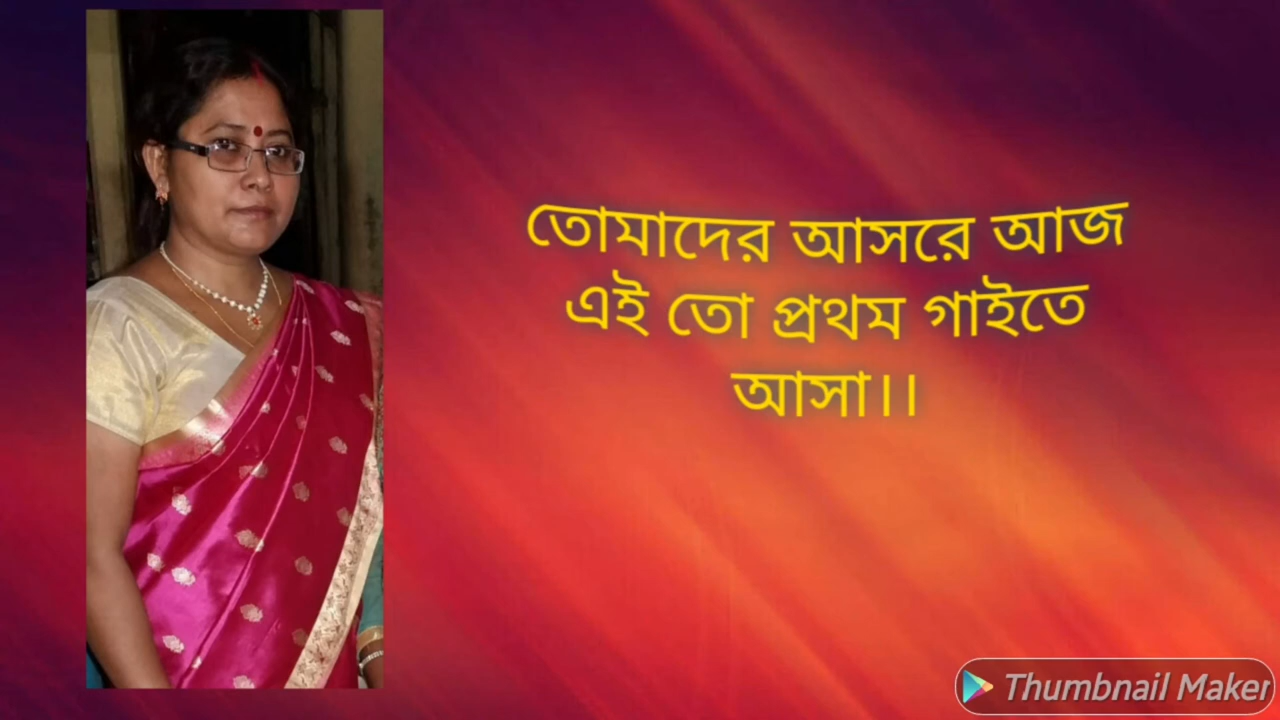 তোমাদের আসরে আজ
এই তো প্রথম গাইতে
আসা।।
Thumbnail Maker